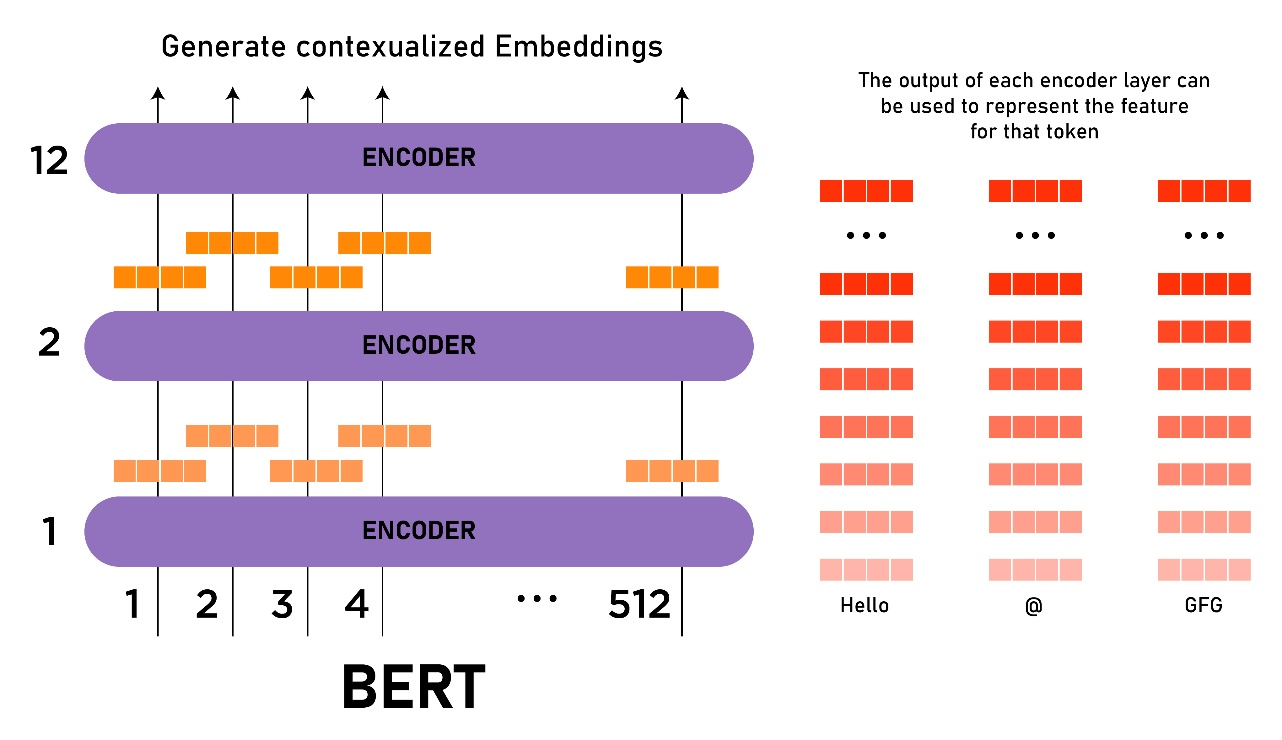 Generate contexualized Embeddings
12
ENCODER
2
ENCODER
1
ENCODER
1 2 3 4 ... 512
BERT
The output of each encoder layer can
be used to represent the feature
for that token
...
...
...
Hello
@
GFG